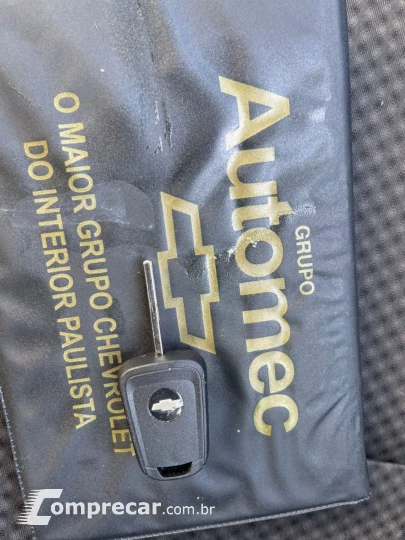 GRUPO
Automec
O MAIOR GRUPO CHEVROLET
DO INTERIOR PAULISTA
Comprecar.com.br